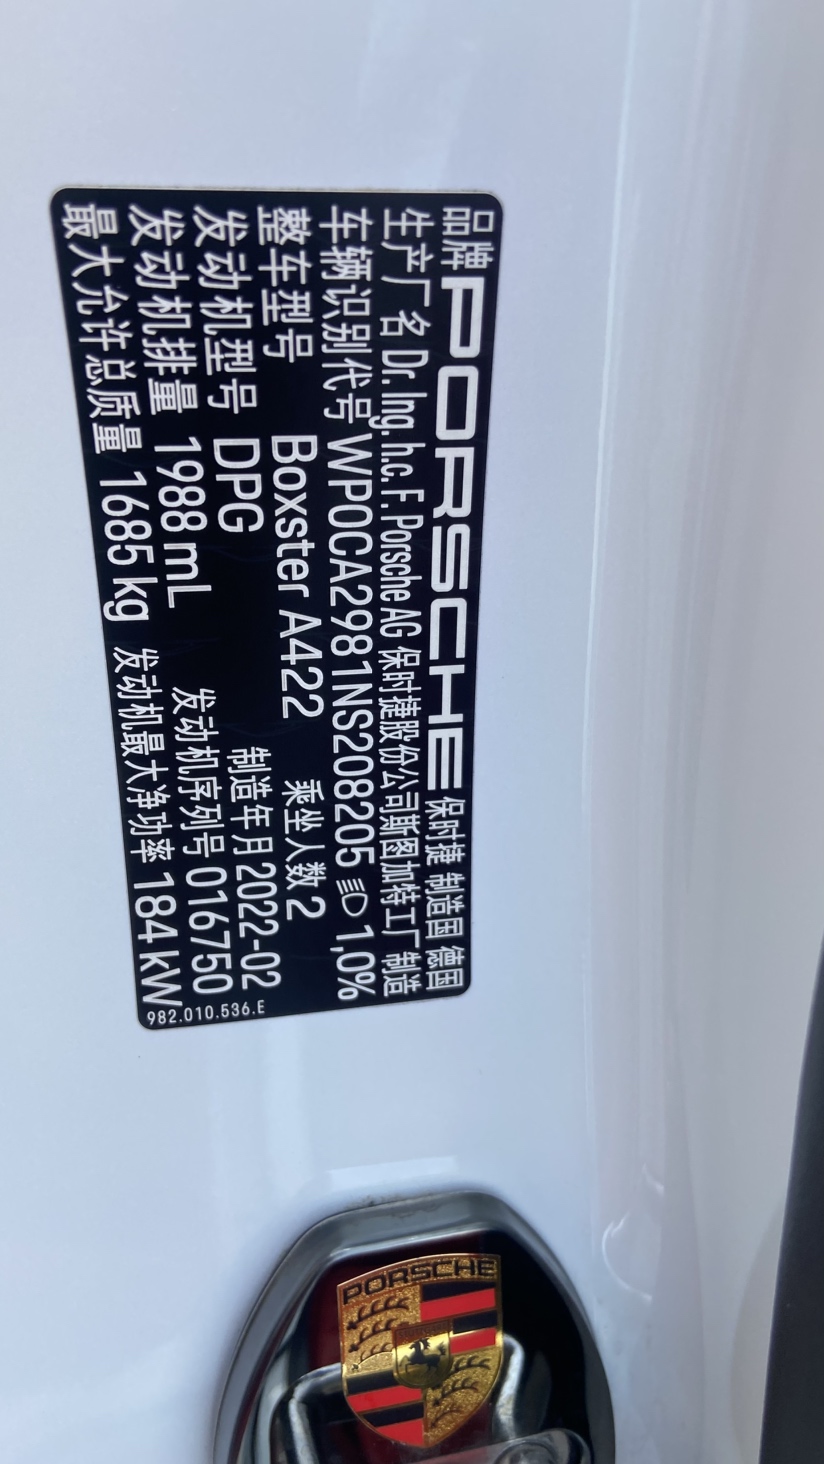 品牌 PORSCHE 保时捷 制造国 德国
生产厂名 Dr. Ing. h.c. F. Porsche AG 保时捷股份公司斯图加特工厂 制造
车辆识别代号 WP0CA2981NS208205 1,0%
整车型号 Boxster A422 乘坐人数 2
发动机型号 DPG 制造年月 2022-02
发动机排量 1988 mL 发动机序列号 016750
最大允许总质量 1685 kg 发动机最大净功率 184 kW
982.010.536.E
PORSCHE